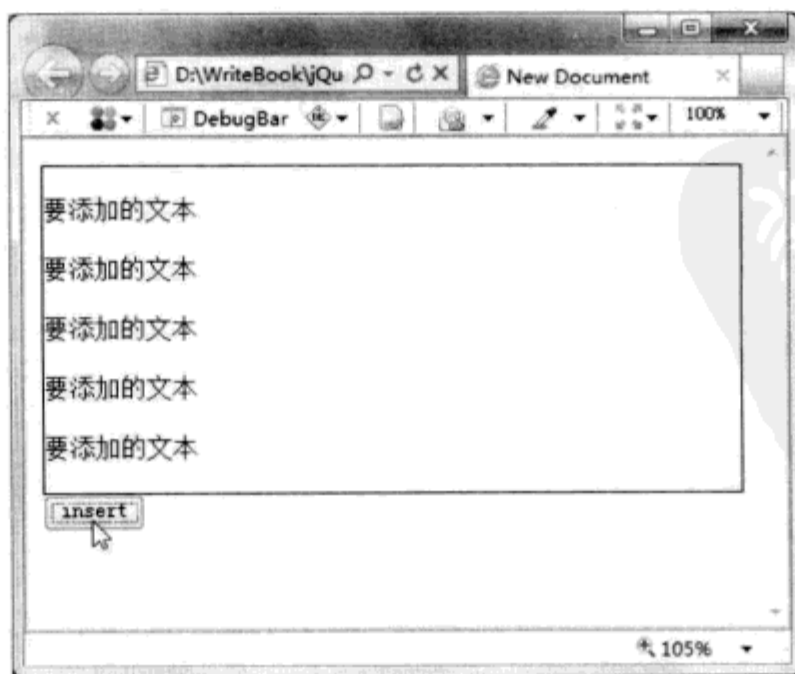 D:\WriteBook\jQu
New Document
DebugBar
100%
要添加的文本
要添加的文本
要添加的文本
要添加的文本
要添加的文本
insert
105%